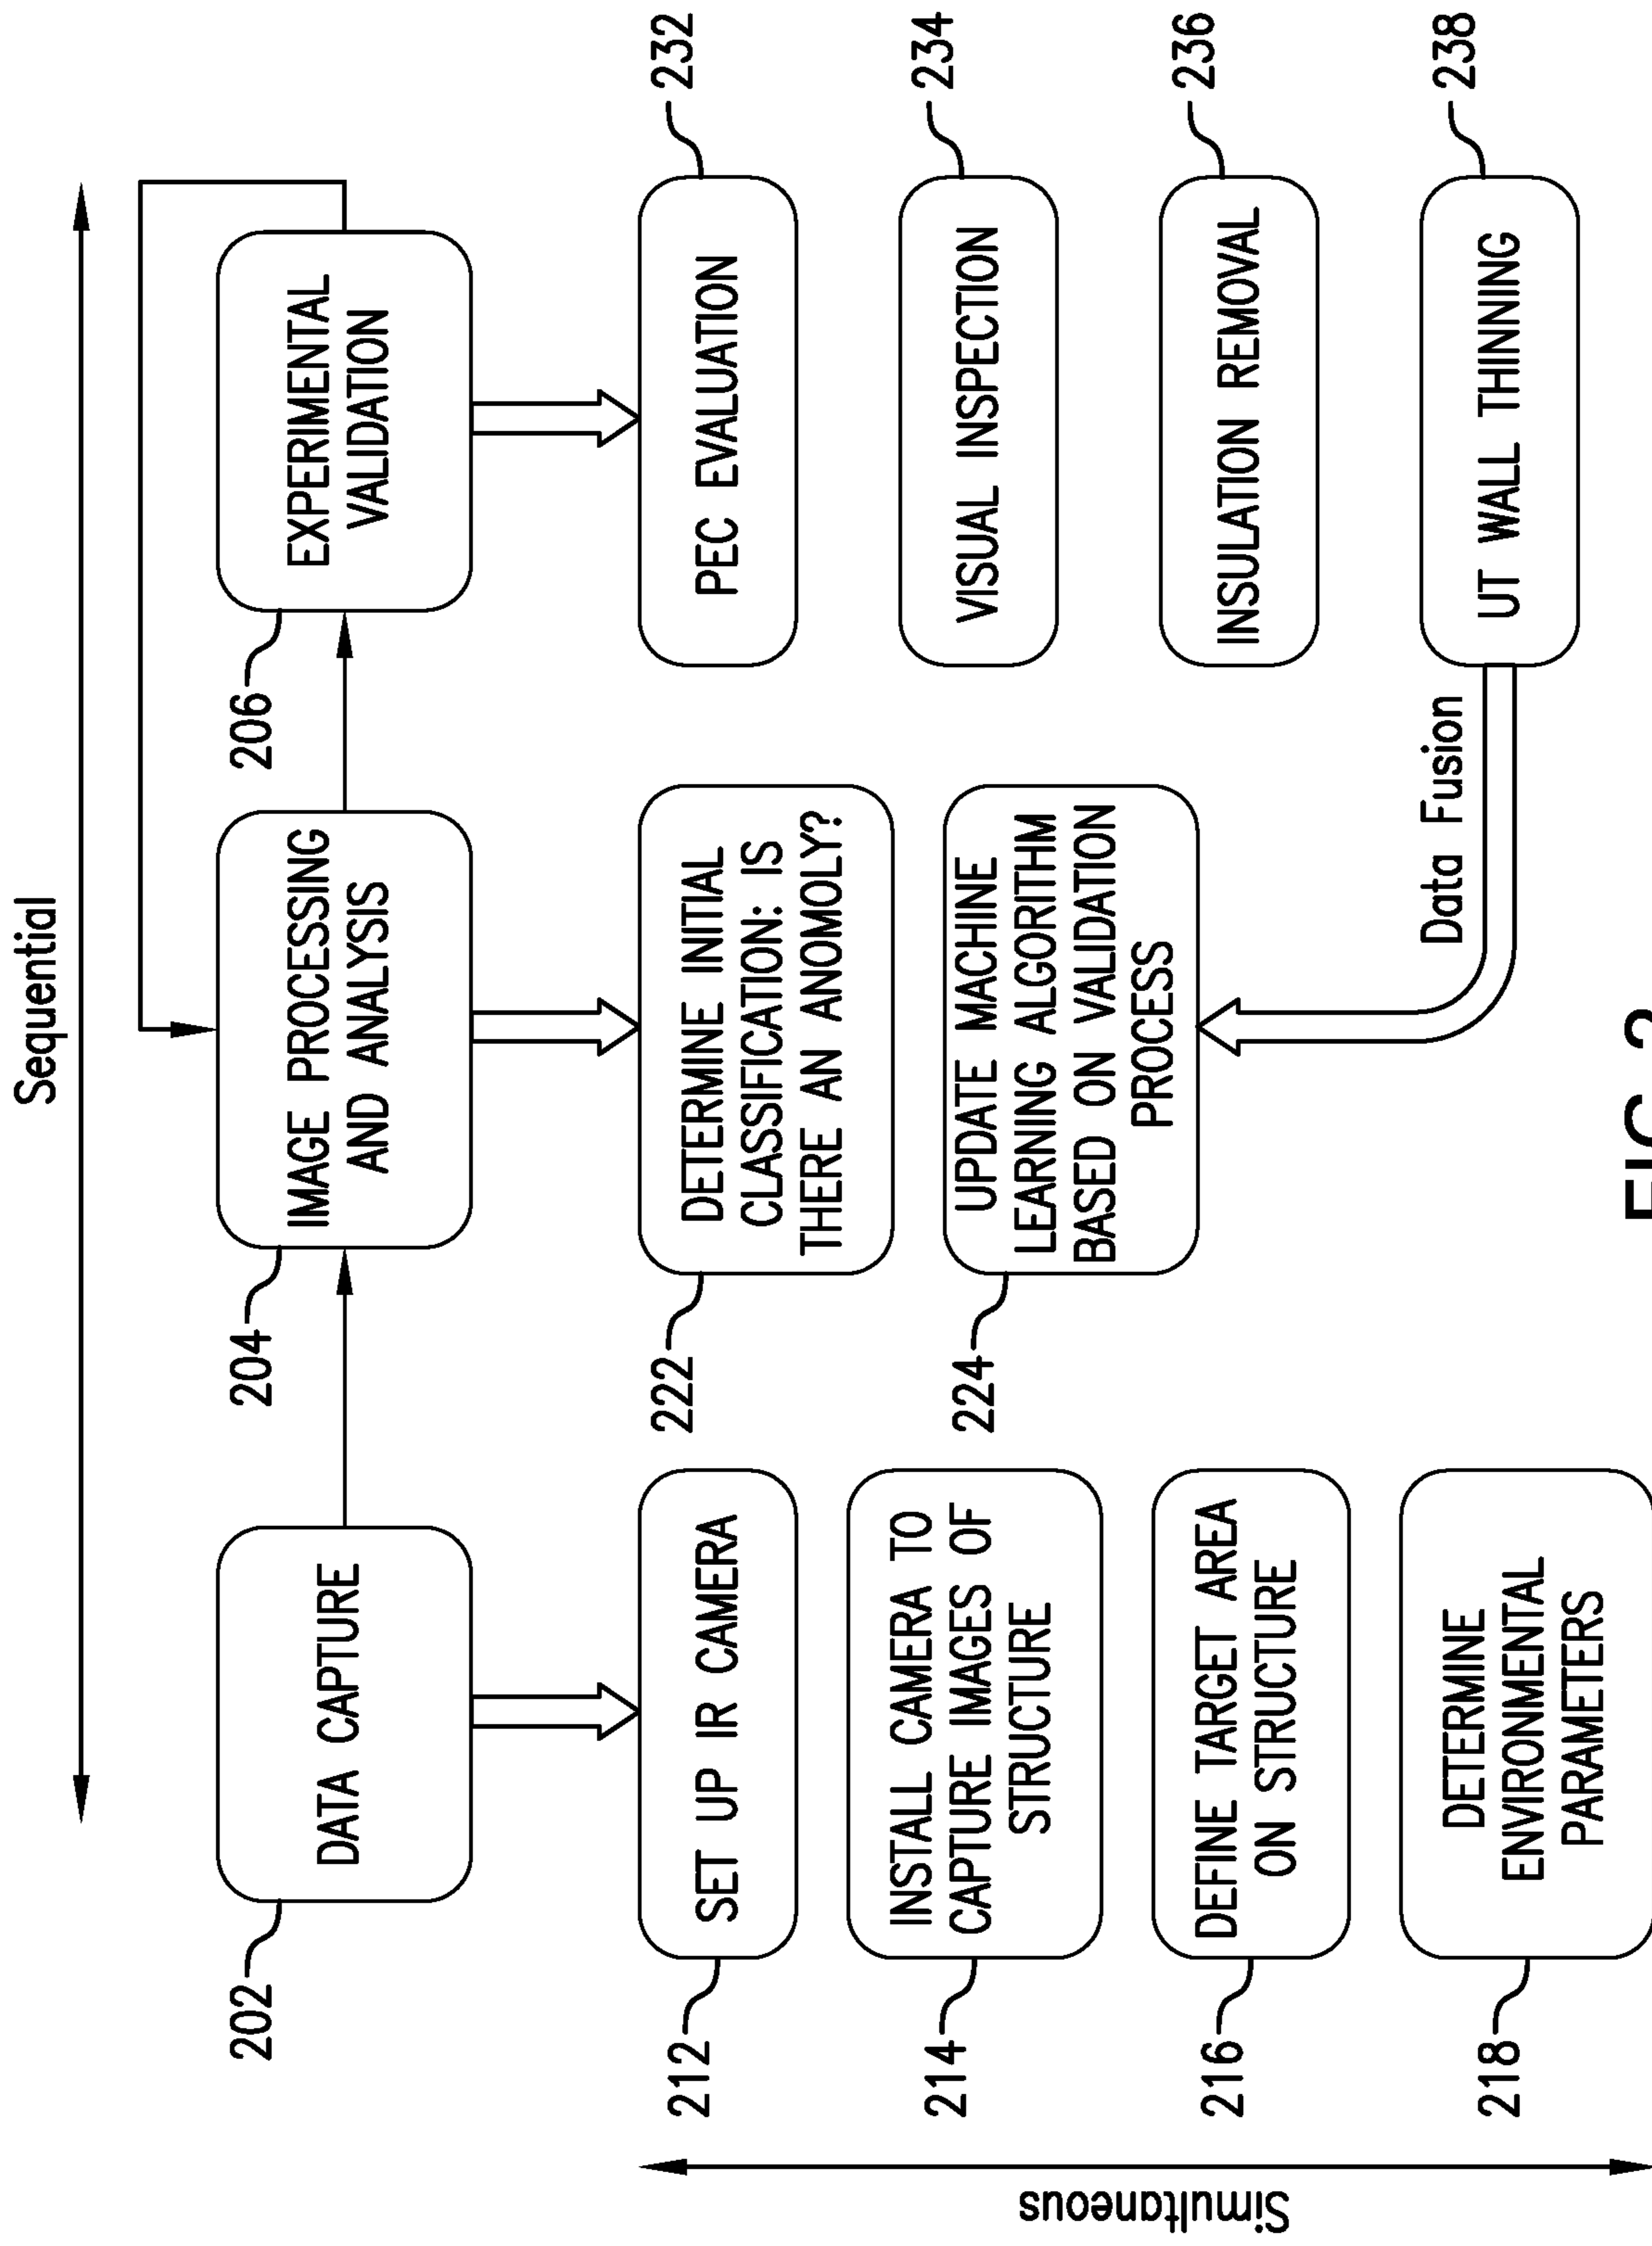 Sequential
202
DATA CAPTURE
204
IMAGE PROCESSING
AND ANALYSIS
206
EXPERIMENTAL
VALIDATION
Simultaneous
212
SET UP IR CAMERA
214
INSTALL CAMERA TO
CAPTURE IMAGES OF
STRUCTURE
216
DEFINE TARGET AREA
ON STRUCTURE
218
DETERMINE
ENVIRONMENTAL
PARAMETERS
222
DETERMINE INITIAL
CLASSIFICATION: IS
THERE AN ANOMOLY?
224
UPDATE MACHINE
LEARNING ALGORITHM
BASED ON VALIDATION
PROCESS
232
PEC EVALUATION
234
VISUAL INSPECTION
236
INSULATION REMOVAL
238
UT WALL THINNING
Data Fusion